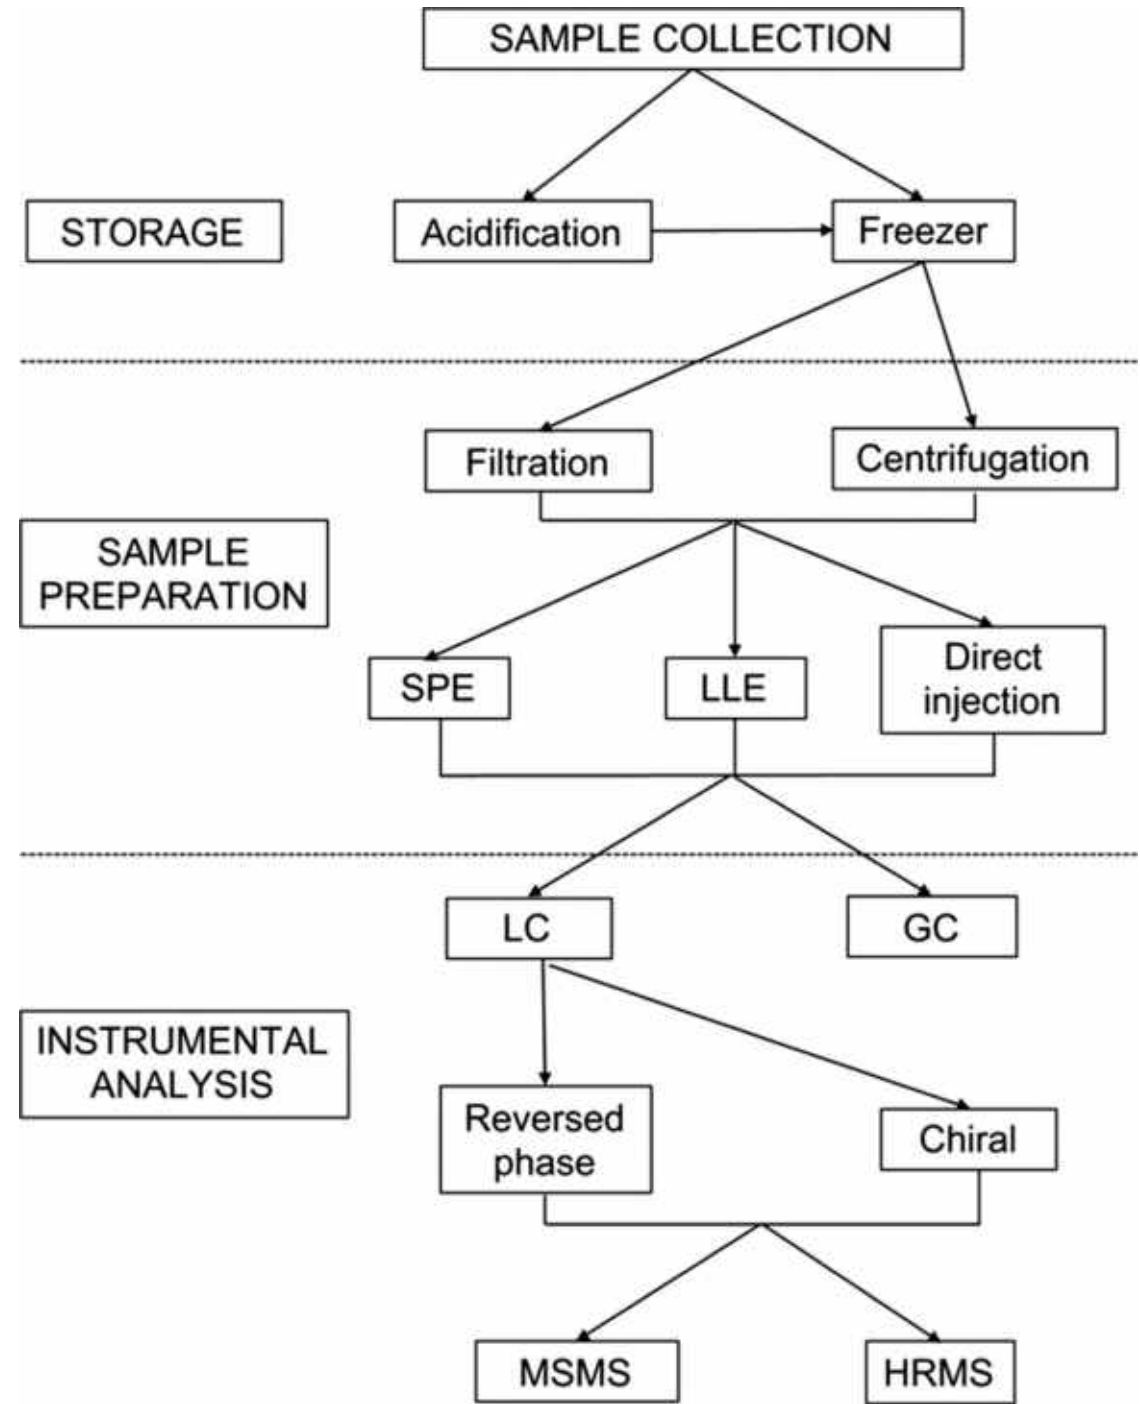 SAMPLE COLLECTION
STORAGE
Acidification
Freezer
Filtration
Centrifugation
SAMPLE
PREPARATION
SPE
LLE
Direct
injection
LC
GC
INSTRUMENTAL
ANALYSIS
Reversed
phase
Chiral
MSMS
HRMS